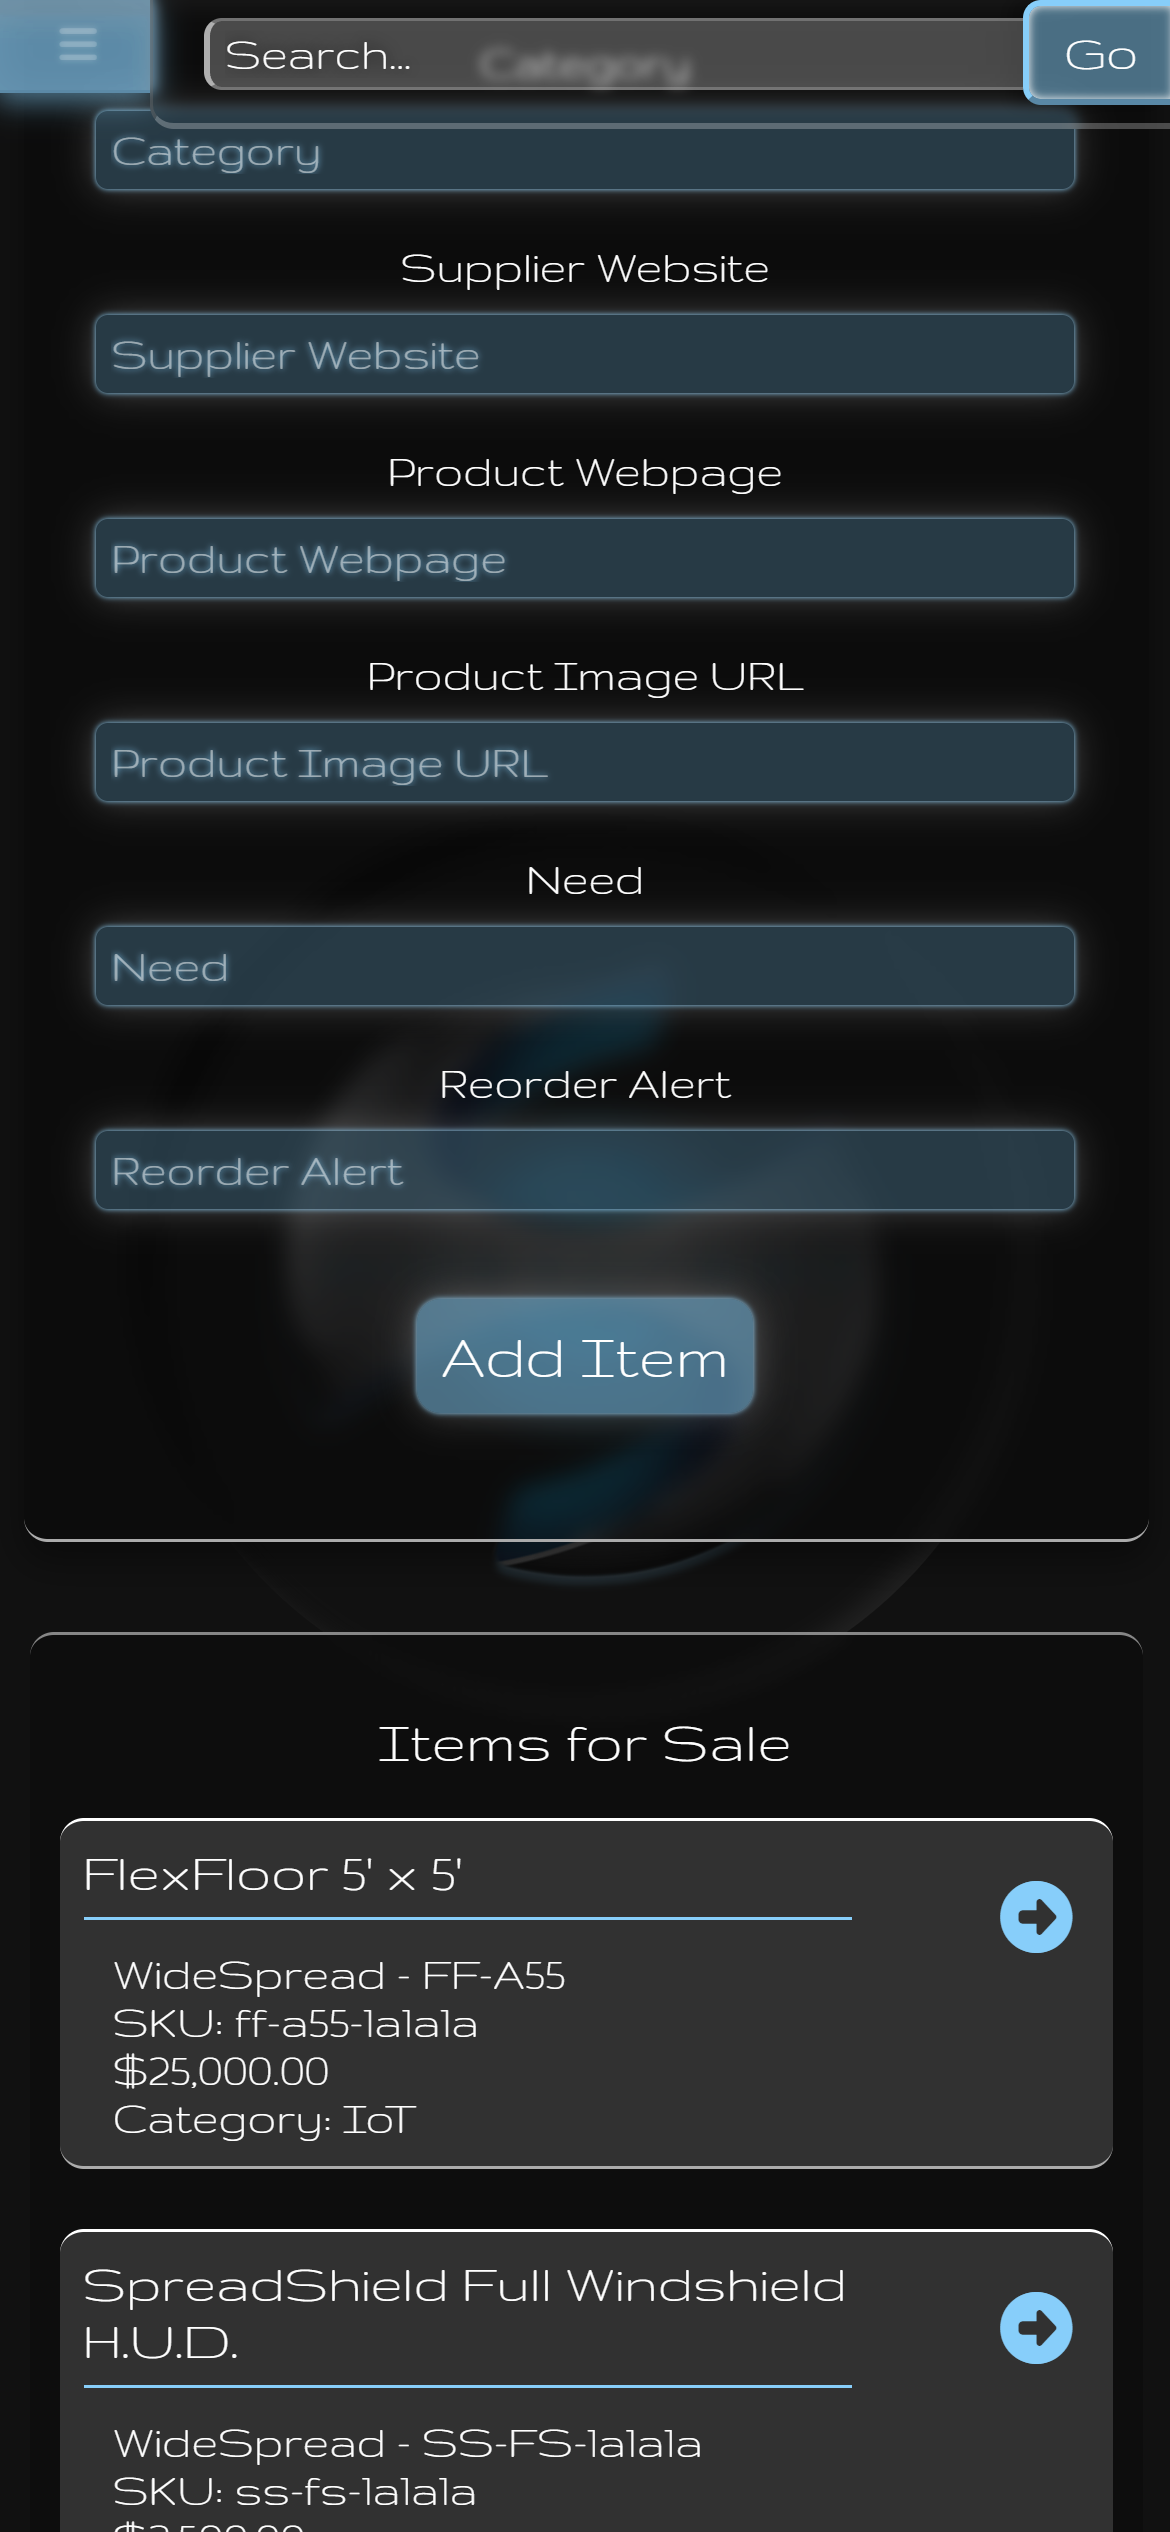 Search...
Go
Category
Category
Supplier Website
Supplier Website
Product Webpage
Product Webpage
Product Image URL
Product Image URL
Need
Need
Reorder Alert
Reorder Alert
Add Item
Items for Sale
FlexFloor 5' x 5'
WideSpread - FF-A55
SKU: ff-a55-lalala
$25,000.00
Category: IoT
SpreadShield Full Windshield
H.U.D.
WideSpread - SS-FS-lalala
SKU: ss-fs-lalala